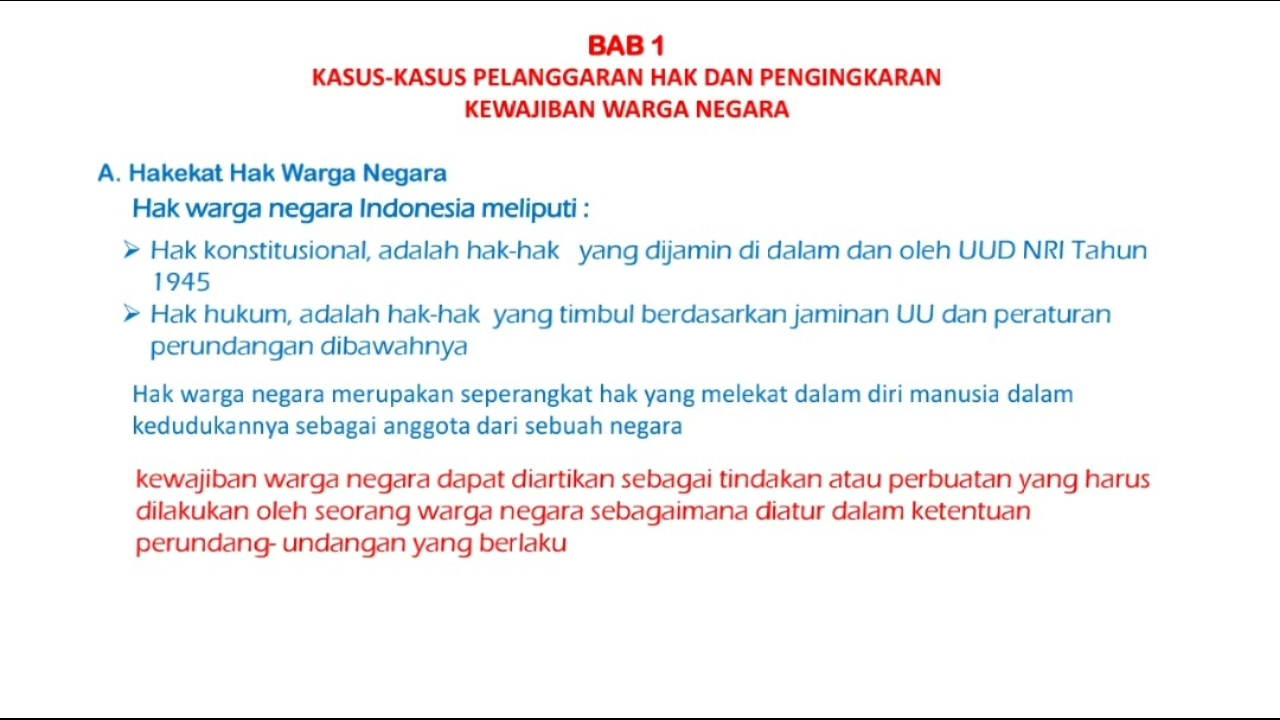 BAB 1
KASUS-KASUS PELANGGARAN HAK DAN PENGINGKARAN
KEWAJIBAN WARGA NEGARA
A. Hakekat Hak Warga Negara
Hak warga negara Indonesia meliputi :
➢ Hak konstitusional, adalah hak-hak yang dijamin di dalam dan oleh UUD NRI Tahun
1945
➢ Hak hukum, adalah hak-hak yang timbul berdasarkan jaminan UU dan peraturan
perundangan dibawahnya
Hak warga negara merupakan seperangkat hak yang melekat dalam diri manusia dalam
kedudukannya sebagai anggota dari sebuah negara
kewajiban warga negara dapat diartikan sebagai tindakan atau perbuatan yang harus
dilakukan oleh seorang warga negara sebagaimana diatur dalam ketentuan
perundang- undangan yang berlaku